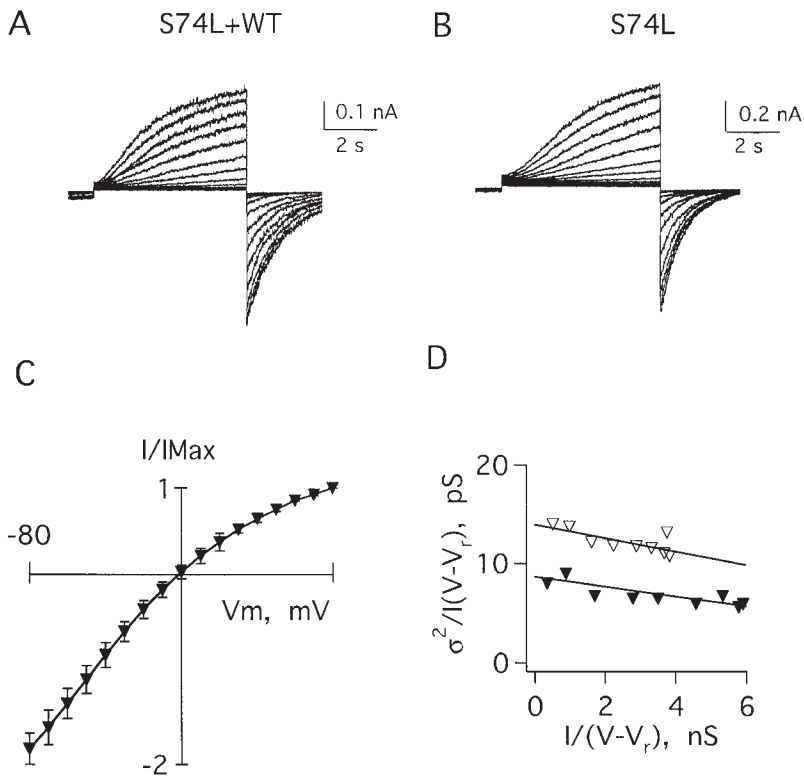 A
S74L+WT
B
S74L
0.1 nA
2 s
0.2 nA
2 s
C
D
I/IMax
1
-80
Vm, mV
-2
σ²/I(V-Vᵣ), pS
20
10
0
0 2 4 6
I/(V-Vᵣ), nS